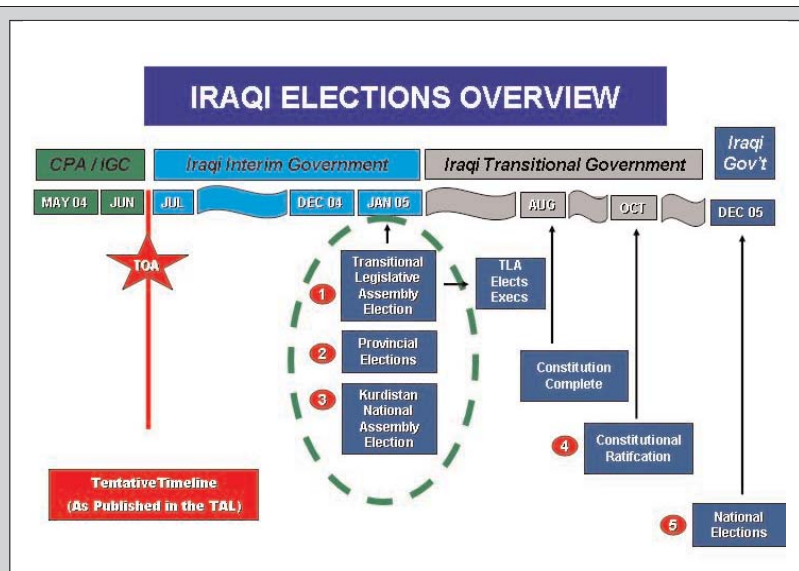 IRAQI ELECTIONS OVERVIEW
CPA / IGC
Iraqi Interim Government
Iraqi Transitional Government
Iraqi
Gov't
MAY 04
JUN
JUL
DEC 04
JAN 05
AUG
OCT
DEC 05
TOA
1
Transitional
Legislative
Assembly
Election
TLA
Elects
Execs
2
Provincial
Elections
3
Kurdistan
National
Assembly
Election
Constitution
Complete
4
Constitutional
Ratifcation
Tentative Timeline
(As Published in the TAL)
5
National
Elections